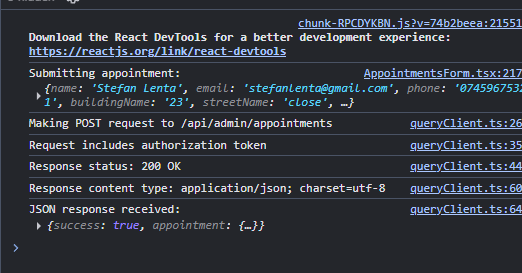 chunk-RPCDYKBN.js?v=74b2beea:21551
Download the React DevTools for a better development experience:
https://reactjs.org/link/react-devtools
Submitting appointment: AppointmentsForm.tsx:217
{name: 'Stefan Lenta', email: 'stefanlenta@gmail.com', phone: '0745967532
1', buildingName: '23', streetName: 'close', …}
Making POST request to /api/admin/appointments queryClient.ts:26
Request includes authorization token queryClient.ts:35
Response status: 200 OK queryClient.ts:44
Response content type: application/json; charset=utf-8 queryClient.ts:60
JSON response received: queryClient.ts:64
{success: true, appointment: {…}}